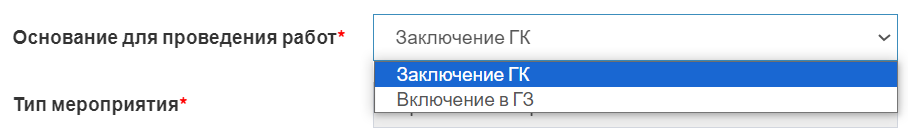 Основание для проведения работ* Заключение ГК
Заключение ГК
Включение в ГЗ
Тип мероприятия*